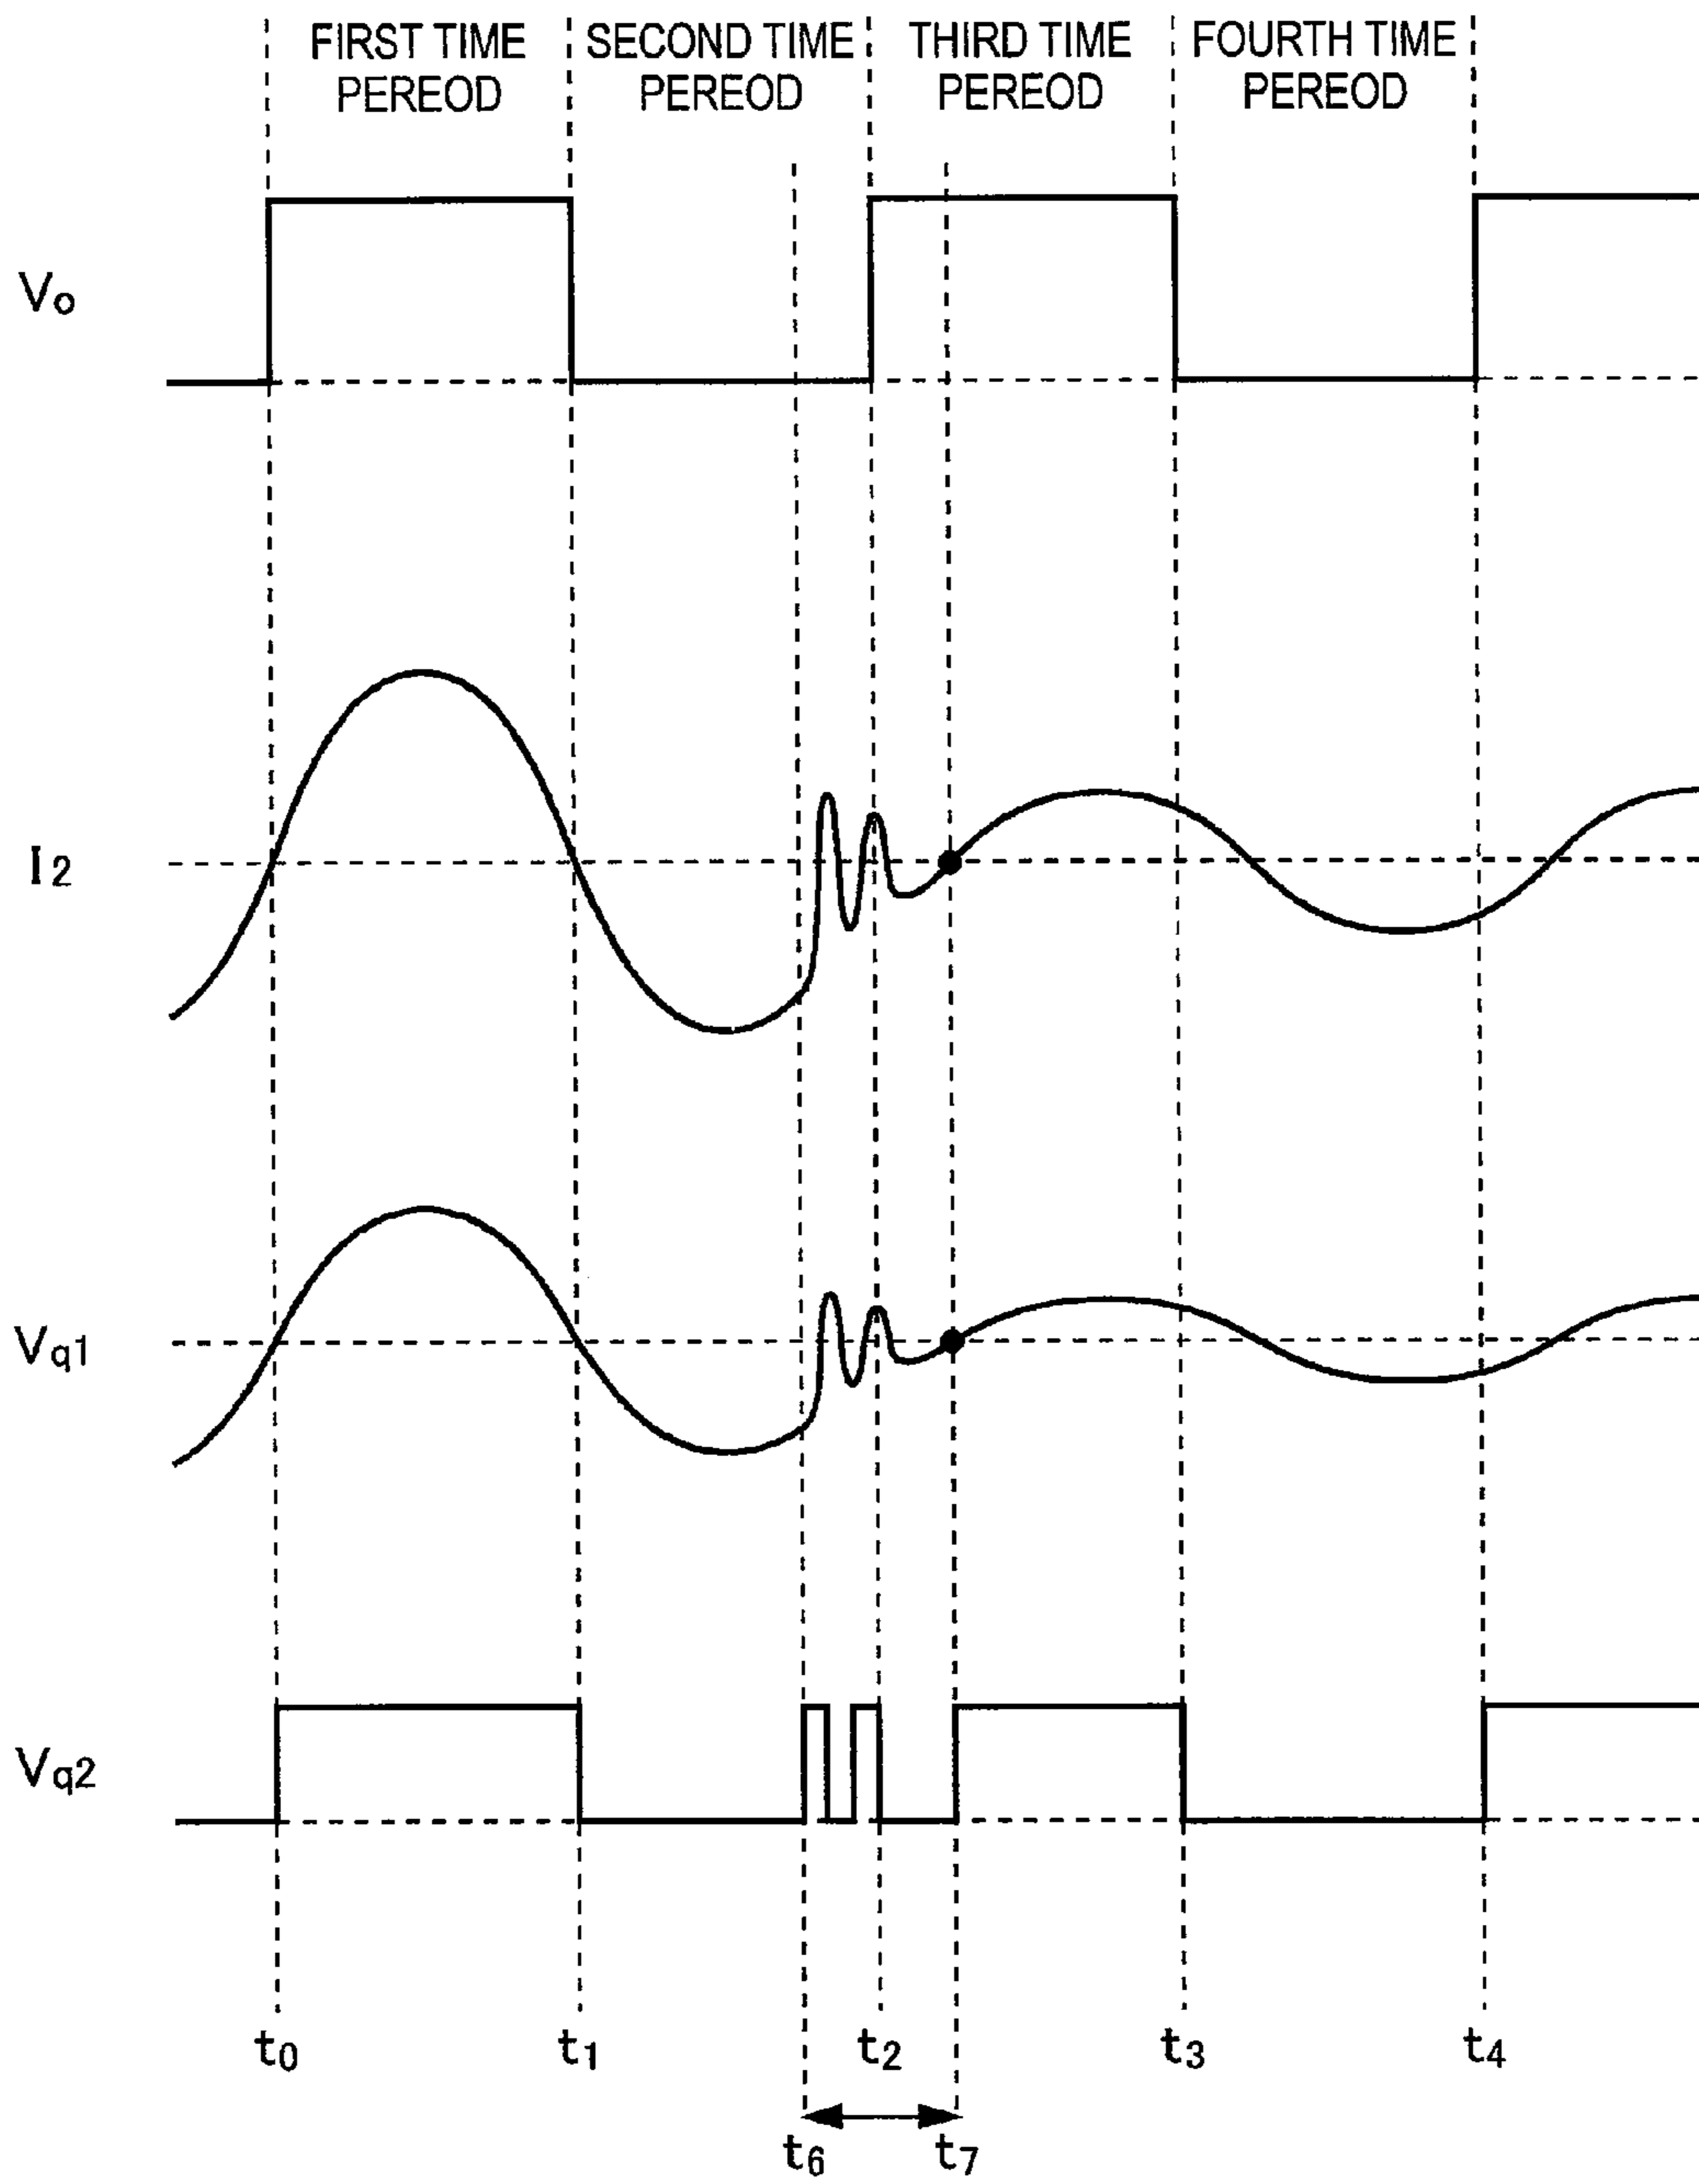 FIRST TIME
PEREOD
SECOND TIME
PEREOD
THIRD TIME
PEREOD
FOURTH TIME
PEREOD
Vo
I2
Vq1
Vq2
t0
t1
t2
t3
t4
t6
t7